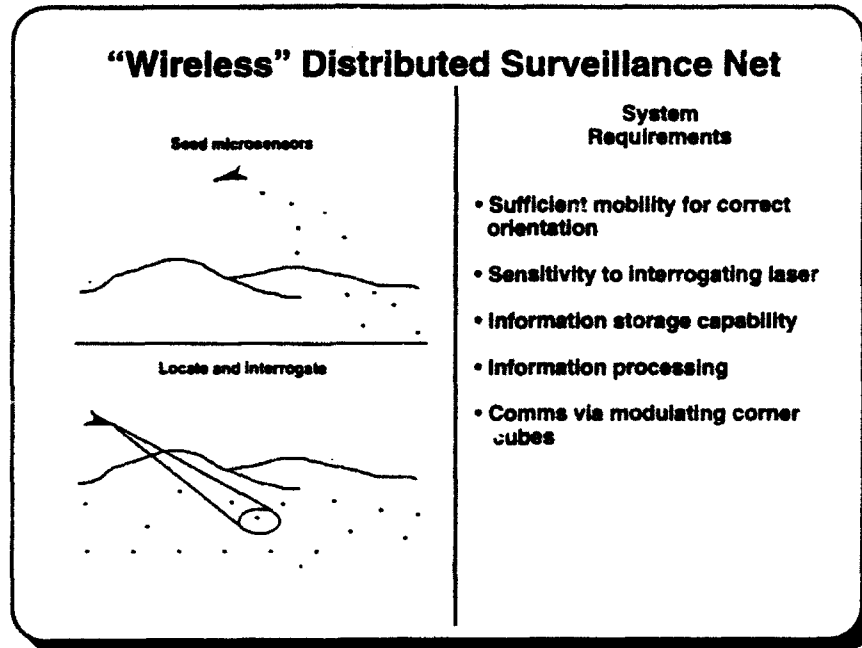 “Wireless” Distributed Surveillance Net
Seed microsensors
Locate and interrogate
System
Requirements
• Sufficient mobility for correct
orientation
• Sensitivity to interrogating laser
• Information storage capability
• Information processing
• Comms via modulating corner
cubes